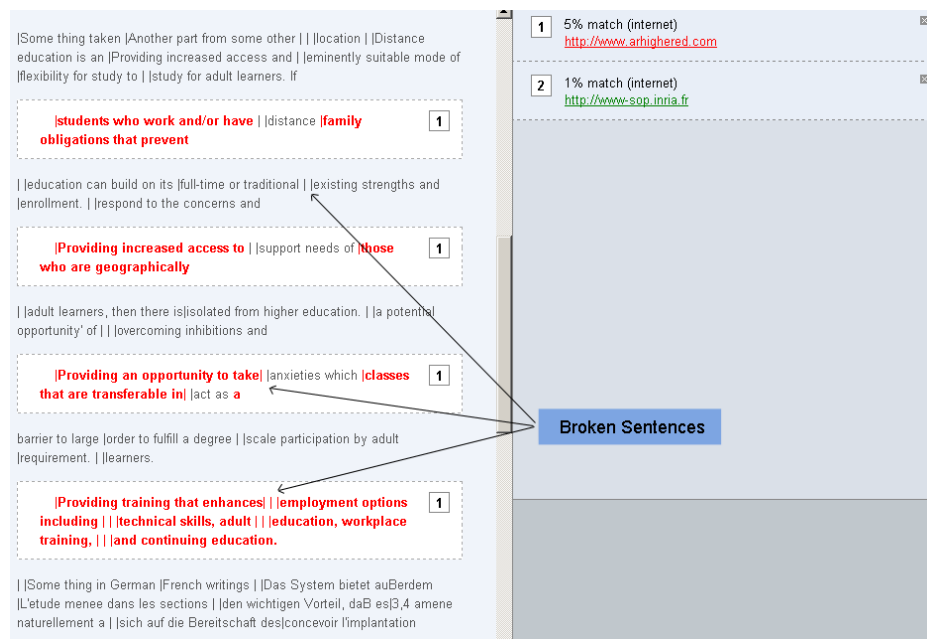 |Some thing taken |Another part from some other | | |location | |Distance
education is an |Providing increased access and | |eminently suitable mode of
|flexibility for study to | |study for adult learners. If
|students who work and/or have | |distance |family
obligations that prevent
1
| |education can build on its |full-time or traditional | |existing strengths and
|enrollment. | |respond to the concerns and
|Providing increased access to | |support needs of |those
who are geographically
1
| |adult learners, then there is|isolated from higher education. | |a potential
opportunity' of | | |overcoming inhibitions and
|Providing an opportunity to take| |anxieties which |classes
that are transferable in| |act as a
1
barrier to large |order to fulfill a degree | |scale participation by adult
|requirement. | |learners.
|Providing training that enhances| | |employment options
including | | |technical skills, adult | | |education, workplace
training, | | |and continuing education.
1
| |Some thing in German |French writings | |Das System bietet auBerdem
|L'etude menee dans les sections | |den wichtigen Vorteil, daB es|3,4 amene
naturellement a | |sich auf die Bereitschaft des|concevoir l'implantation
1 5% match (internet)
http://www.arhighered.com
2 1% match (internet)
http://www-sop.inria.fr
Broken Sentences